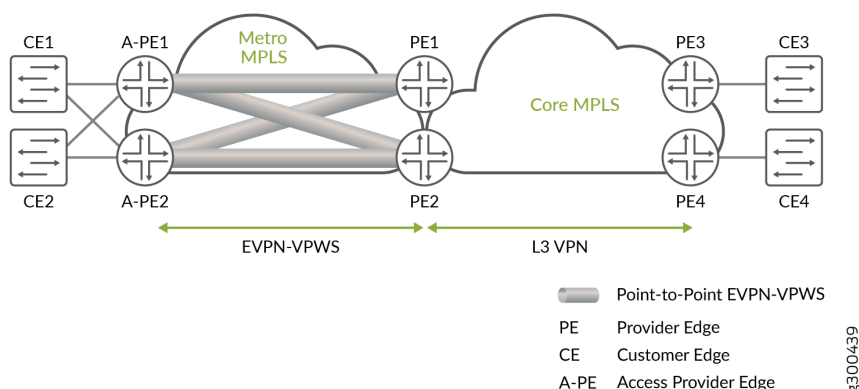 CE1 A-PE1 Metro MPLS PE1 PE3 CE3
Core MPLS
CE2 A-PE2 PE2 PE4 CE4
EVPN-VPWS L3 VPN
Point-to-Point EVPN-VPWS
PE Provider Edge
CE Customer Edge
A-PE Access Provider Edge
g300439